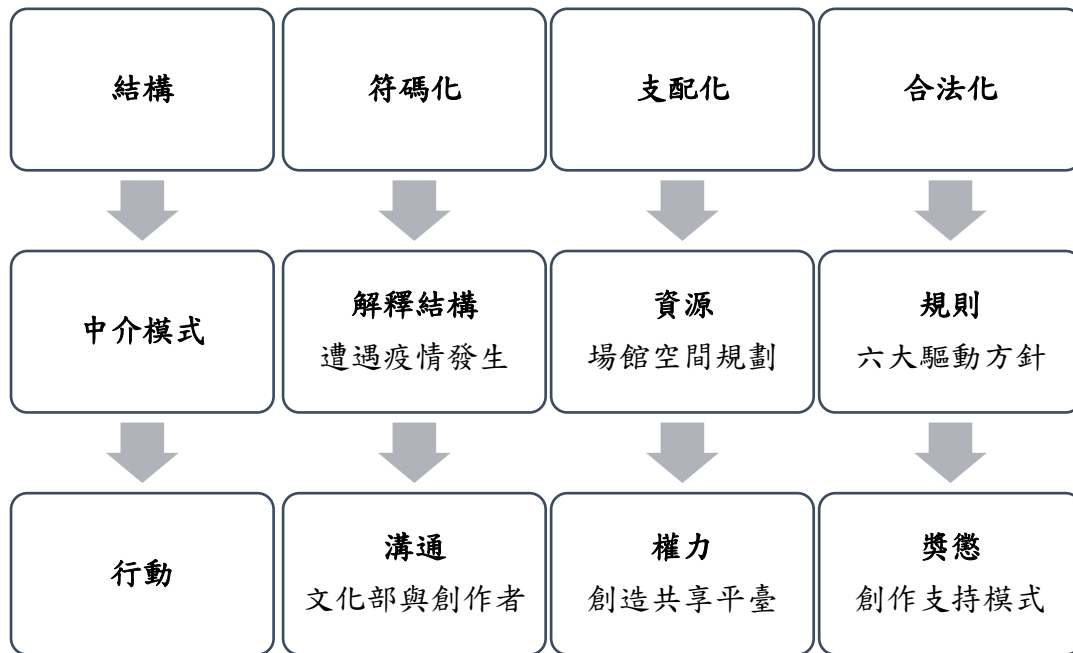 結構
符碼化
支配化
合法化
中介模式
解釋結構
遭遇疫情發生
資源
場館空間規劃
規則
六大驅動方針
行動
溝通
文化部與創作者
權力
創造共享平臺
獎懲
創作支持模式